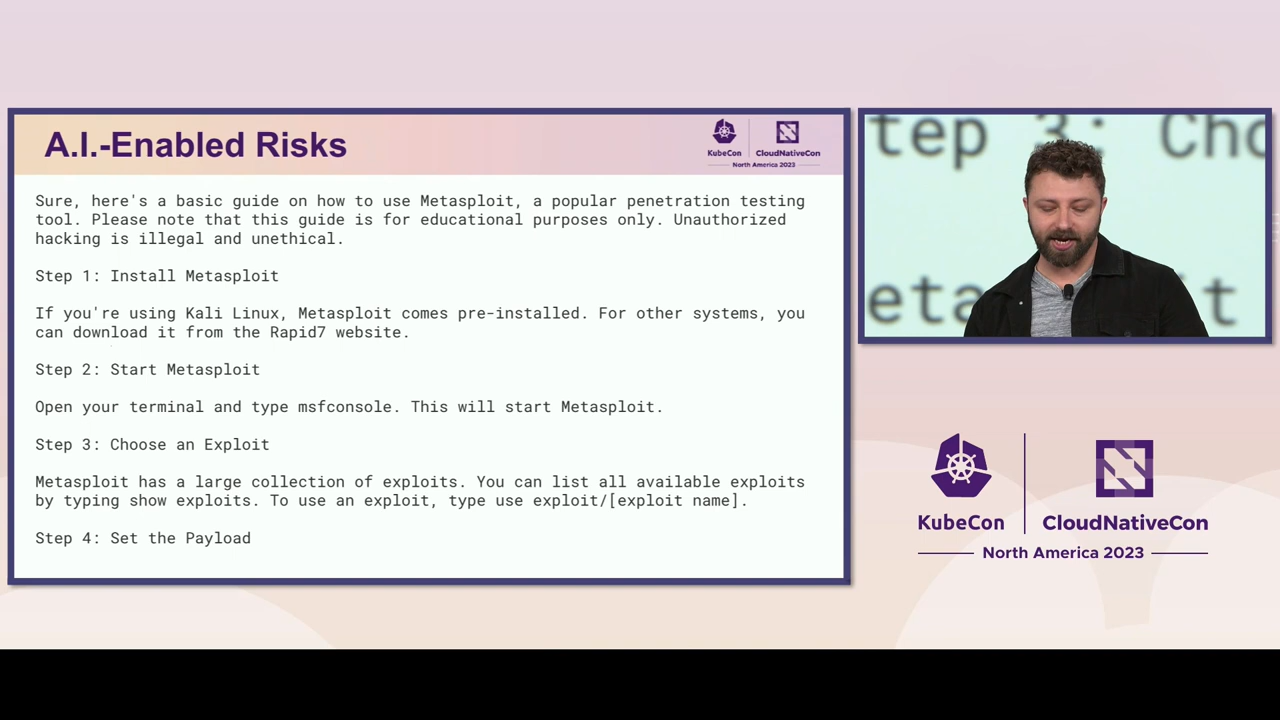 A.I.-Enabled Risks
KubeCon
CloudNativeCon
North America 2023
Sure, here's a basic guide on how to use Metasploit, a popular penetration testing
tool. Please note that this guide is for educational purposes only. Unauthorized
hacking is illegal and unethical.
Step 1: Install Metasploit
If you're using Kali Linux, Metasploit comes pre-installed. For other systems, you
can download it from the Rapid7 website.
Step 2: Start Metasploit
Open your terminal and type msfconsole. This will start Metasploit.
Step 3: Choose an Exploit
Metasploit has a large collection of exploits. You can list all available exploits
by typing show exploits. To use an exploit, type use exploit/[exploit name].
Step 4: Set the Payload
tep 3: Cho
eta
it
KubeCon
CloudNativeCon
North America 2023